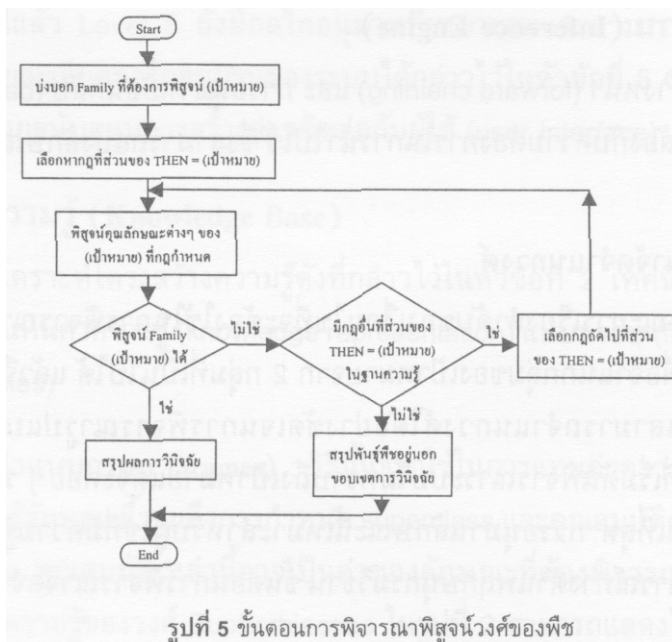 Start
บ่งบอก Family ที่ต้องการพิสูจน์ (เป้าหมาย)
เลือกหากฎที่ส่วนของ THEN = (เป้าหมาย)
พิสูจน์คุณลักษณะต่างๆ ของ
(เป้าหมาย) ที่กฎกำหนด
พิสูจน์ Family
(เป้าหมาย) ได้
ไม่ใช่
มีกฎอื่นที่ส่วนของ
THEN = (เป้าหมาย)
ในฐานความรู้
ใช่
เลือกกฎถัดไปที่ส่วน
ของ THEN = (เป้าหมาย)
ใช่
ไม่ใช่
สรุปผลการวินิจฉัย
สรุปพันธุ์พืชอยู่นอก
ขอบเขตการวินิจฉัย
End
รูปที่ 5 ขั้นตอนการพิจารณาพิสูจน์วงศ์ของพืช